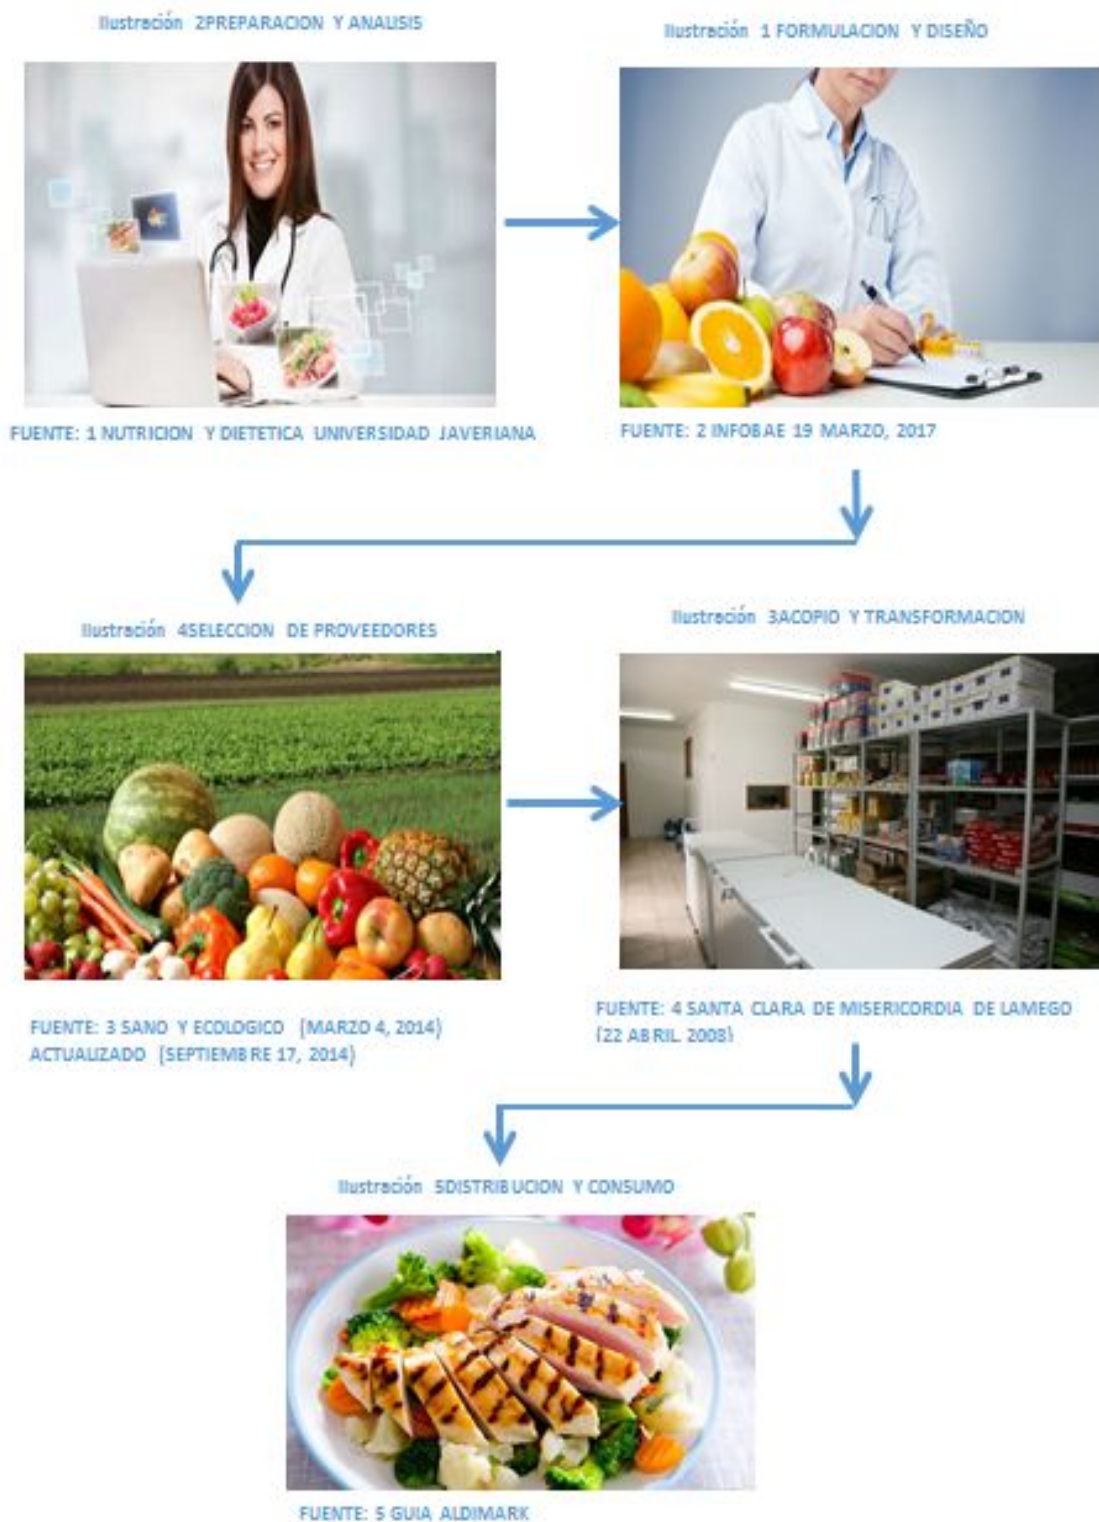 Ilustración 2PREPARACION Y ANALISIS
Ilustración 1 FORMULACION Y DISEÑO
FUENTE: 1 NUTRICION Y DIETETICA UNIVERSIDAD JAVERIANA
FUENTE: 2 INFOBAE 19 MARZO, 2017
Ilustración 4SELECCION DE PROVEEDORES
Ilustración 3ACOPIO Y TRANSFORMACION
FUENTE: 3 SANO Y ECOLOGICO (MARZO 4, 2014)
ACTUALIZADO (SEPTIEMBRE 17, 2014)
FUENTE: 4 SANTA CLARA DE MISERICORDIA DE LAMEGO
(22 ABRIL. 2008)
Ilustración 5DISTRIBUCION Y CONSUMO
FUENTE: 5 GUIA ALDIMARK